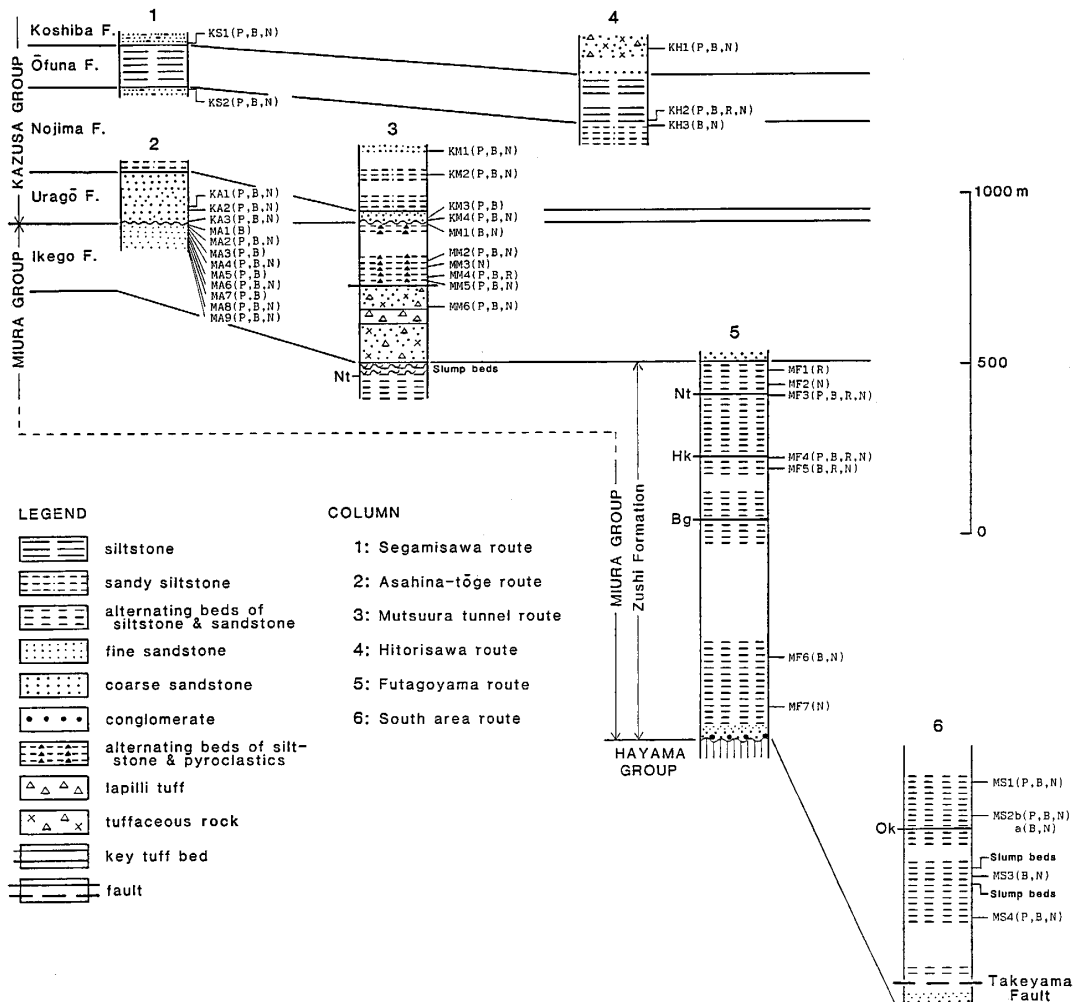 1
Koshiba F.
KS1(P,B,N)
Ōfuna F.
KS2(P,B,N)
Nojima F.
KAZUSA GROUP
4
KH1(P,B,N)
KH2(P,B,R,N)
KH3(B,N)
2
Uragō F.
KA1(P,B,N)
KA2(P,B,N)
KA3(P,B,N)
MA1(B)
MA2(P,B,N)
MA3(P,B)
MA4(P,B,N)
MA5(P,B)
MA6(P,B,N)
MA7(P,B)
MA8(P,B,N)
MA9(P,B,N)
Ikego F.
MIURA GROUP
3
KM1(P,B,N)
KM2(P,B,N)
KM3(P,B)
KM4(P,B,N)
MM1(B,N)
MM2(P,B,N)
MM3(N)
MM4(P,B,R)
MM5(P,B,N)
MM6(P,B,N)
Slump beds
Nt
1000 m
500
0
5
MF1(R)
MF2(N)
Nt
MF3(P,B,R,N)
Hk
MF4(P,B,R,N)
MF5(B,R,N)
Bg
MF6(B,N)
MF7(N)
MIURA GROUP
Zushi Formation
HAYAMA
GROUP
6
MS1(P,B,N)
MS2b(P,B,N)
Ok
a(B,N)
Slump beds
MS3(B,N)
Slump beds
MS4(P,B,N)
Takeyama
Fault
LEGEND
siltstone
sandy siltstone
alternating beds of
siltstone & sandstone
fine sandstone
coarse sandstone
conglomerate
alternating beds of silt-
stone & pyroclastics
lapilli tuff
tuffaceous rock
key tuff bed
fault
COLUMN
1: Segamisawa route
2: Asahina-tōge route
3: Mutsuura tunnel route
4: Hitorisawa route
5: Futagoyama route
6: South area route